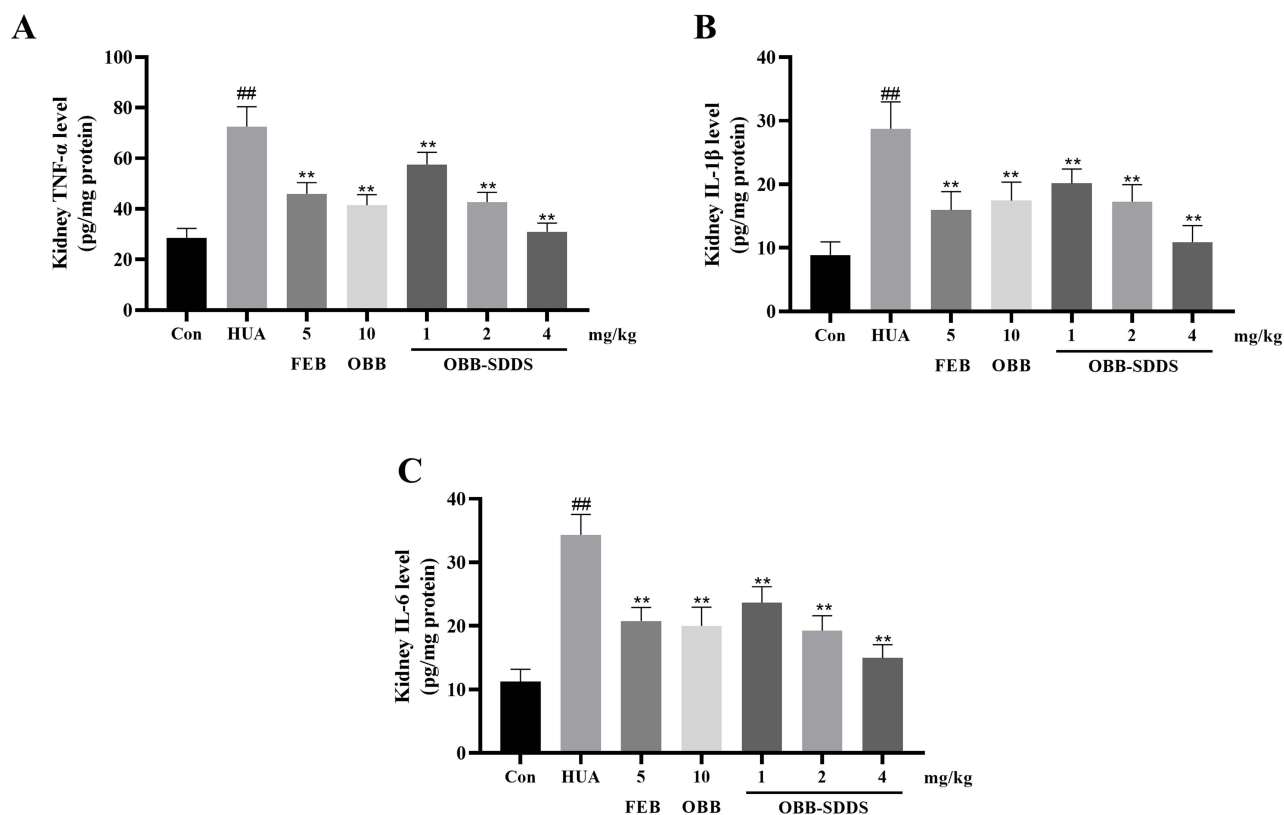 A
Kidney TNF-α level
(pg/mg protein)
100
80
60
40
20
0
##
**
**
**
**
**
Con HUA 5 10 1 2 4 mg/kg
FEB OBB OBB-SDDS
B
Kidney IL-1β level
(pg/mg protein)
40
30
20
10
0
##
**
**
**
**
**
Con HUA 5 10 1 2 4 mg/kg
FEB OBB OBB-SDDS
C
Kidney IL-6 level
(pg/mg protein)
40
30
20
10
0
##
**
**
**
**
**
Con HUA 5 10 1 2 4 mg/kg
FEB OBB OBB-SDDS